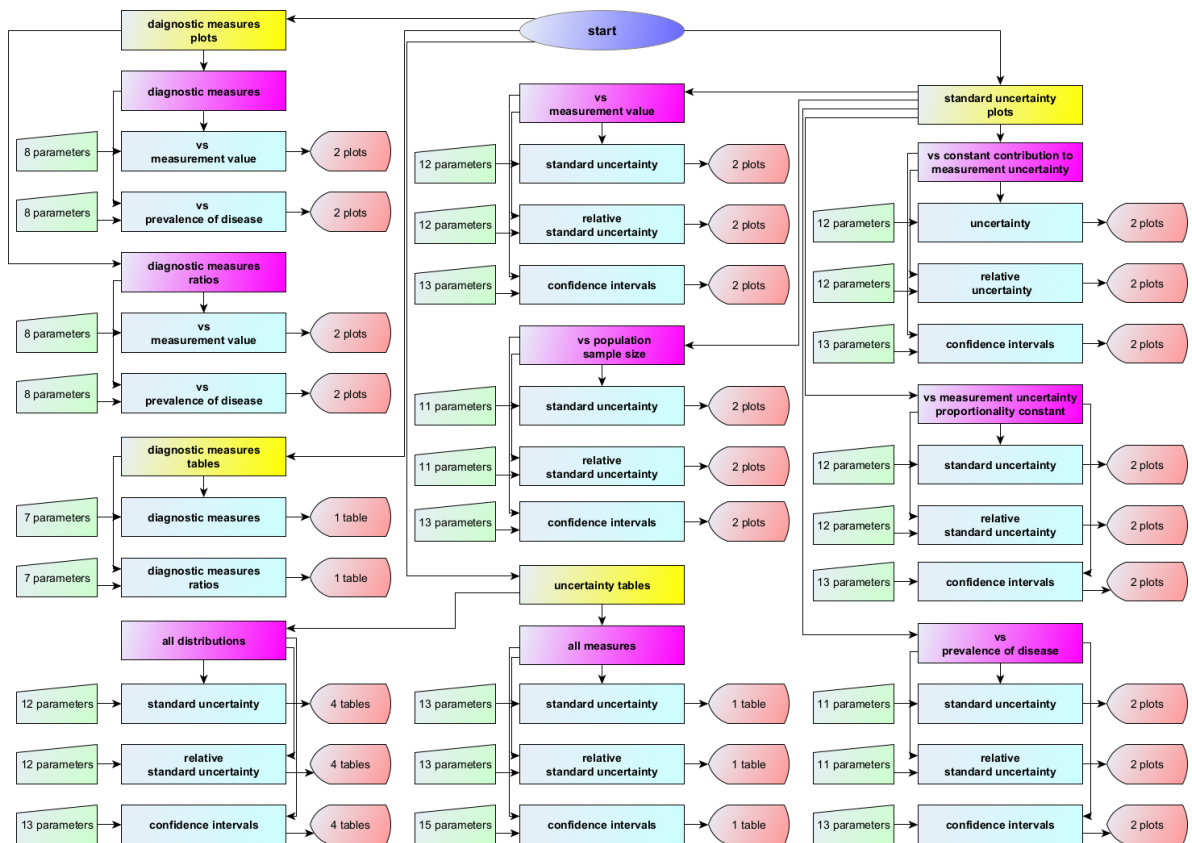 start
daignostic measures
plots
diagnostic measures
8 parameters
vs
measurement value
2 plots
8 parameters
vs
prevalence of disease
2 plots
diagnostic measures
ratios
8 parameters
vs
measurement value
2 plots
8 parameters
vs
prevalence of disease
2 plots
diagnostic measures
tables
7 parameters
diagnostic measures
1 table
7 parameters
diagnostic measures
ratios
1 table
all distributions
12 parameters
standard uncertainty
4 tables
12 parameters
relative
standard uncertainty
4 tables
13 parameters
confidence intervals
4 tables
vs
measurement value
12 parameters
standard uncertainty
2 plots
12 parameters
relative
standard uncertainty
2 plots
13 parameters
confidence intervals
2 plots
vs population
sample size
11 parameters
standard uncertainty
2 plots
11 parameters
relative
standard uncertainty
2 plots
13 parameters
confidence intervals
2 plots
uncertainty tables
all measures
13 parameters
standard uncertainty
1 table
13 parameters
relative
standard uncertainty
1 table
15 parameters
confidence intervals
1 table
standard uncertainty
plots
vs constant contribution to
measurement uncertainty
12 parameters
uncertainty
2 plots
12 parameters
relative
uncertainty
2 plots
13 parameters
confidence intervals
2 plots
vs measurement uncertainty
proportionality constant
12 parameters
standard uncertainty
2 plots
12 parameters
relative
standard uncertainty
2 plots
13 parameters
confidence intervals
2 plots
vs
prevalence of disease
11 parameters
standard uncertainty
2 plots
11 parameters
relative
standard uncertainty
2 plots
13 parameters
confidence intervals
2 plots